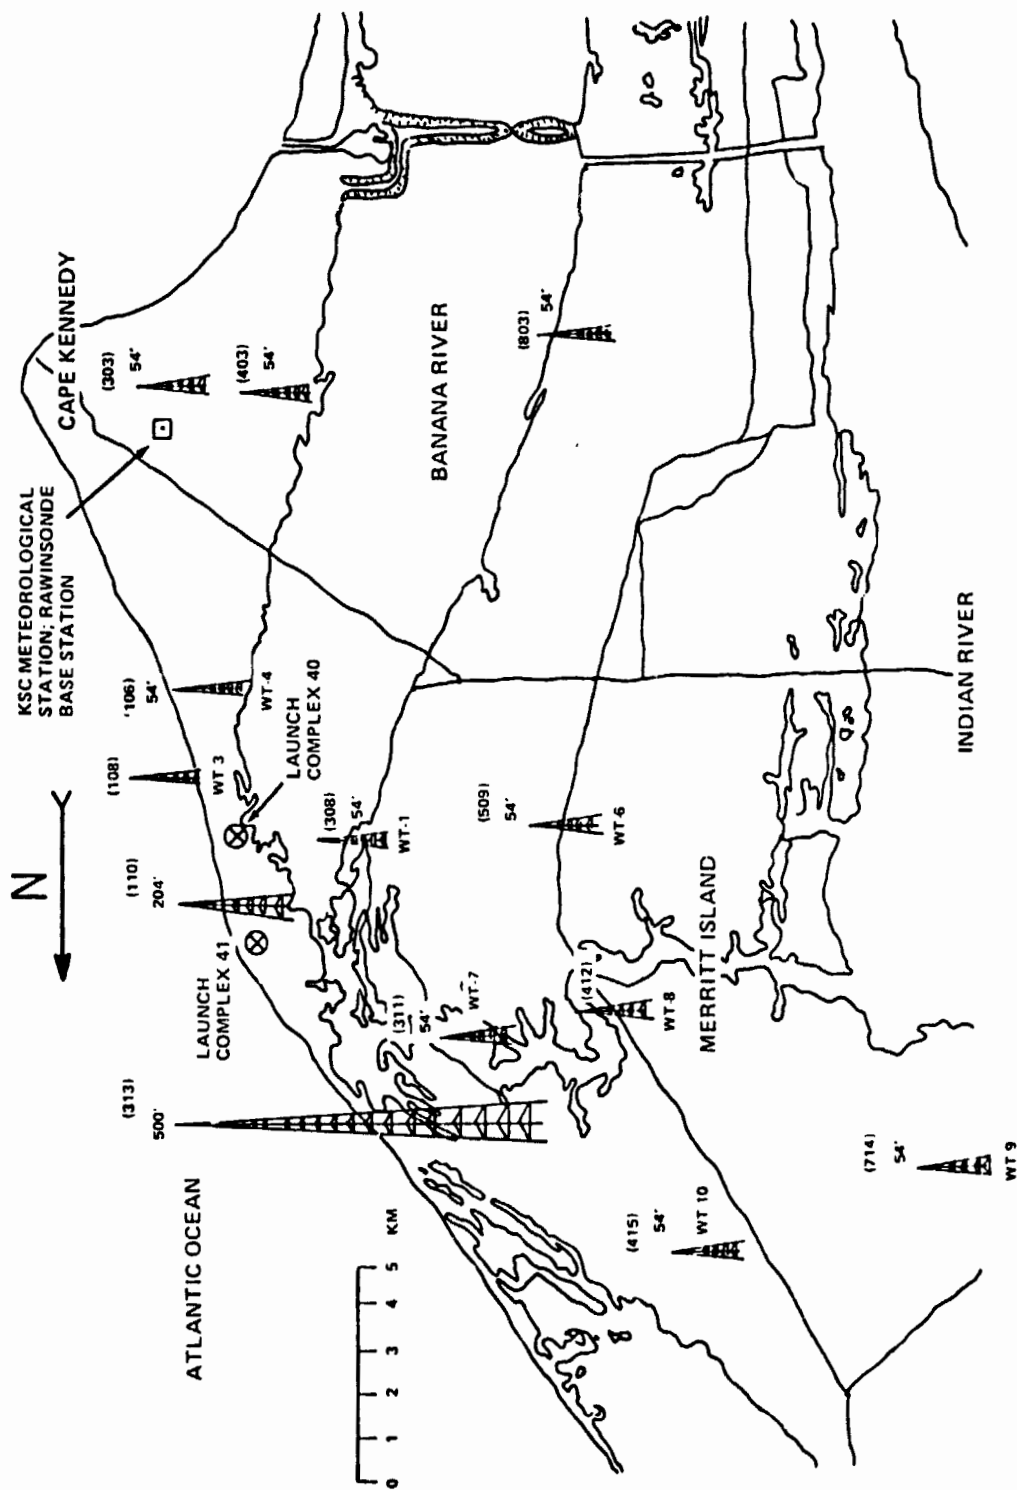 N
KSC METEOROLOGICAL
STATION; RAWINSONDE
BASE STATION
CAPE KENNEDY
(303)
54'
(403)
54'
(803)
54'
BANANA RIVER
'106)
54'
WT-4
(108)
WT 3
LAUNCH
COMPLEX 40
(110)
204'
(308)
54'
WT-1
(509)
54'
WT-6
LAUNCH
COMPLEX 41
(311)
54'
WT-7
(412)
WT-8
MERRITT ISLAND
INDIAN RIVER
(313)
500'
ATLANTIC OCEAN
(415)
54'
WT 10
(714)
54'
WT 9
0 1 2 3 4 5 KM